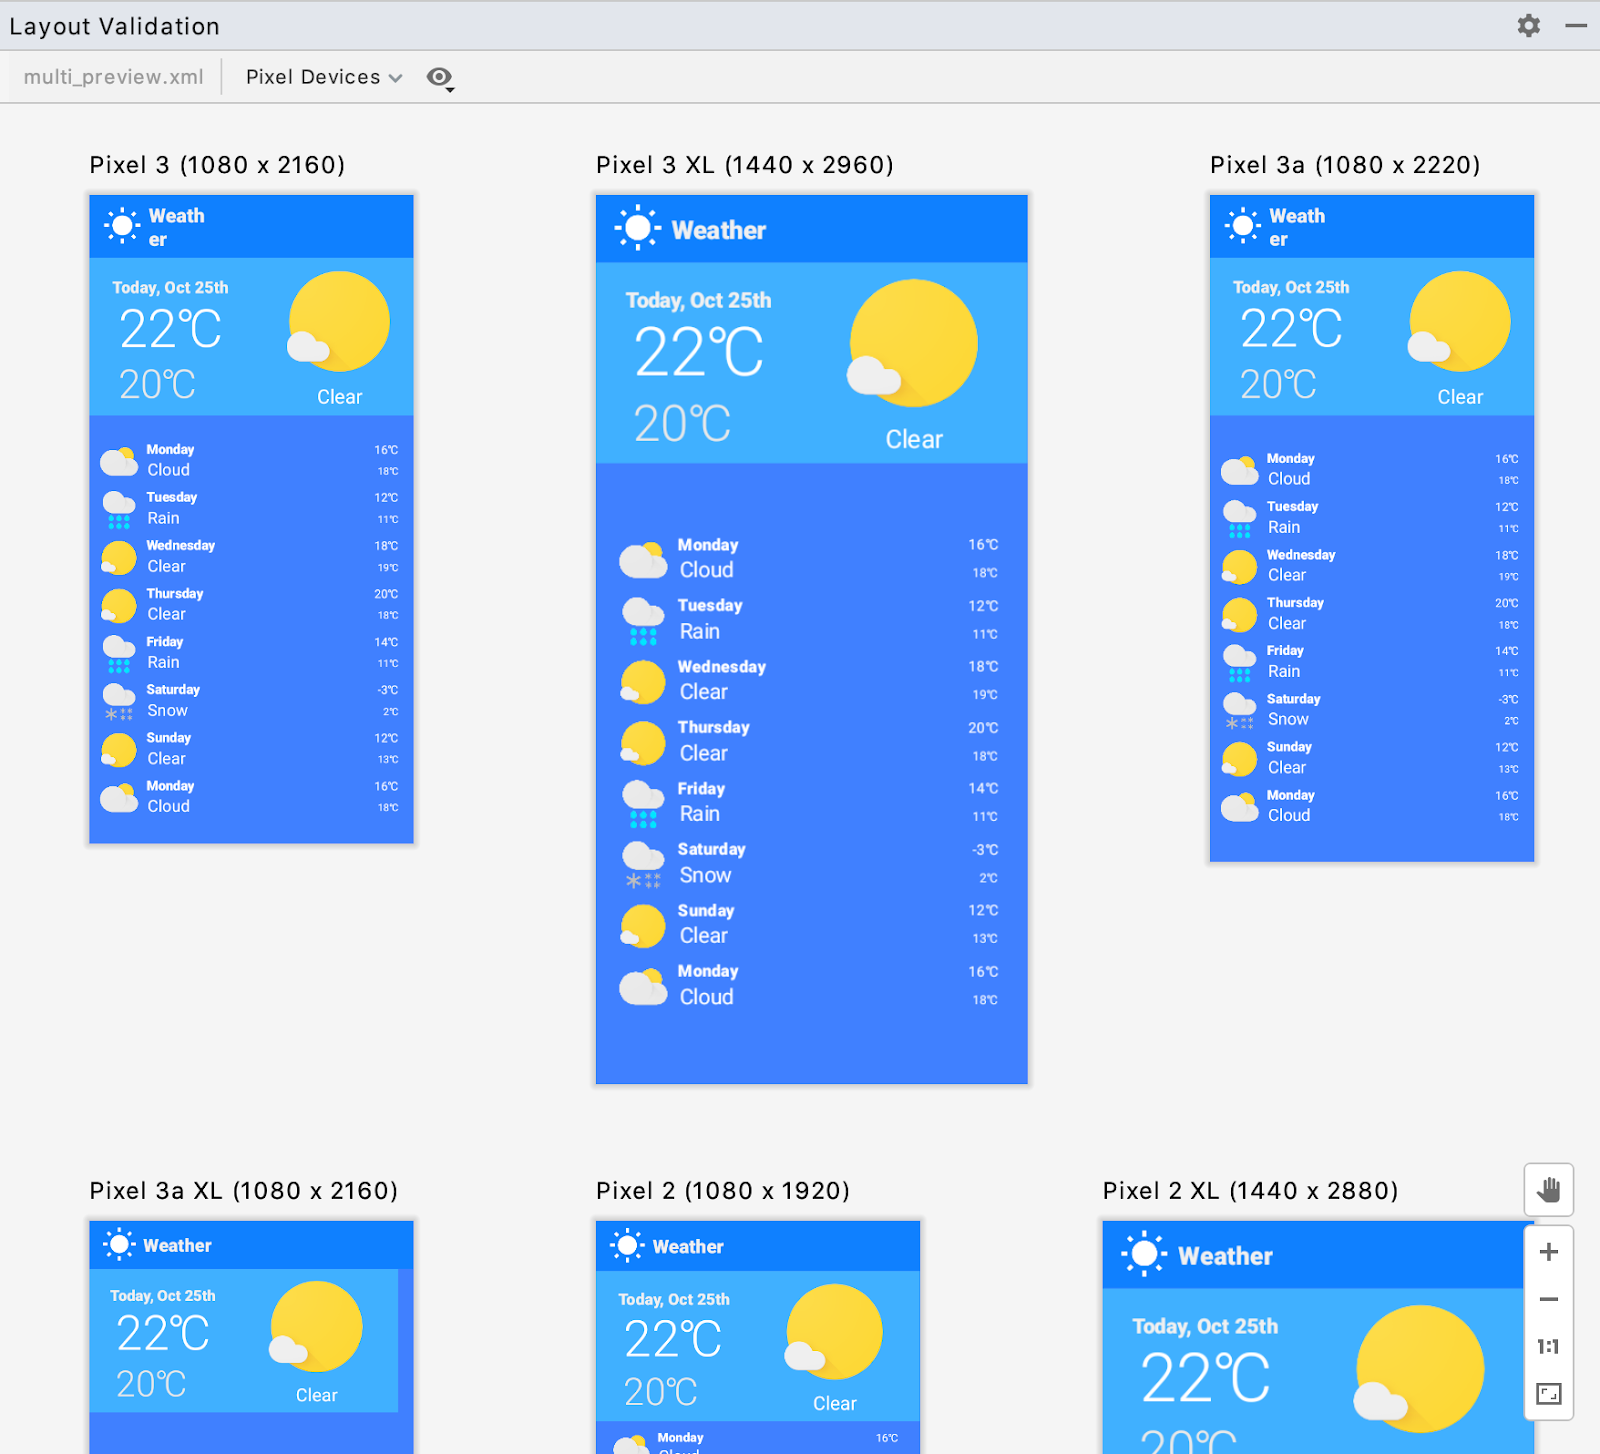 Layout Validation
multi_preview.xml
Pixel Devices
Pixel 3 (1080 x 2160)
Weath
er
Today, Oct 25th
22°C
20°C
Clear
Monday 16°C
Cloud 18°C
Tuesday 12°C
Rain 11°C
Wednesday 18°C
Clear 19°C
Thursday 20°C
Clear 18°C
Friday 14°C
Rain 11°C
Saturday -3°C
Snow 2°C
Sunday 12°C
Clear 13°C
Monday 16°C
Cloud 18°C
Pixel 3 XL (1440 x 2960)
Weather
Today, Oct 25th
22°C
20°C
Clear
Monday 16°C
Cloud 18°C
Tuesday 12°C
Rain 11°C
Wednesday 18°C
Clear 19°C
Thursday 20°C
Clear 18°C
Friday 14°C
Rain 11°C
Saturday -3°C
Snow 2°C
Sunday 12°C
Clear 13°C
Monday 16°C
Cloud 18°C
Pixel 3a (1080 x 2220)
Weath
er
Today, Oct 25th
22°C
20°C
Clear
Monday 16°C
Cloud 18°C
Tuesday 12°C
Rain 11°C
Wednesday 18°C
Clear 19°C
Thursday 20°C
Clear 18°C
Friday 14°C
Rain 11°C
Saturday -3°C
Snow 2°C
Sunday 12°C
Clear 13°C
Monday 16°C
Cloud 18°C
Pixel 3a XL (1080 x 2160)
Weather
Today, Oct 25th
22°C
20°C
Clear
Pixel 2 (1080 x 1920)
Weather
Today, Oct 25th
22°C
20°C
Clear
Monday 16°C
Cloud
Pixel 2 XL (1440 x 2880)
Weather
Today, Oct 25th
22°C
20°C
1:1